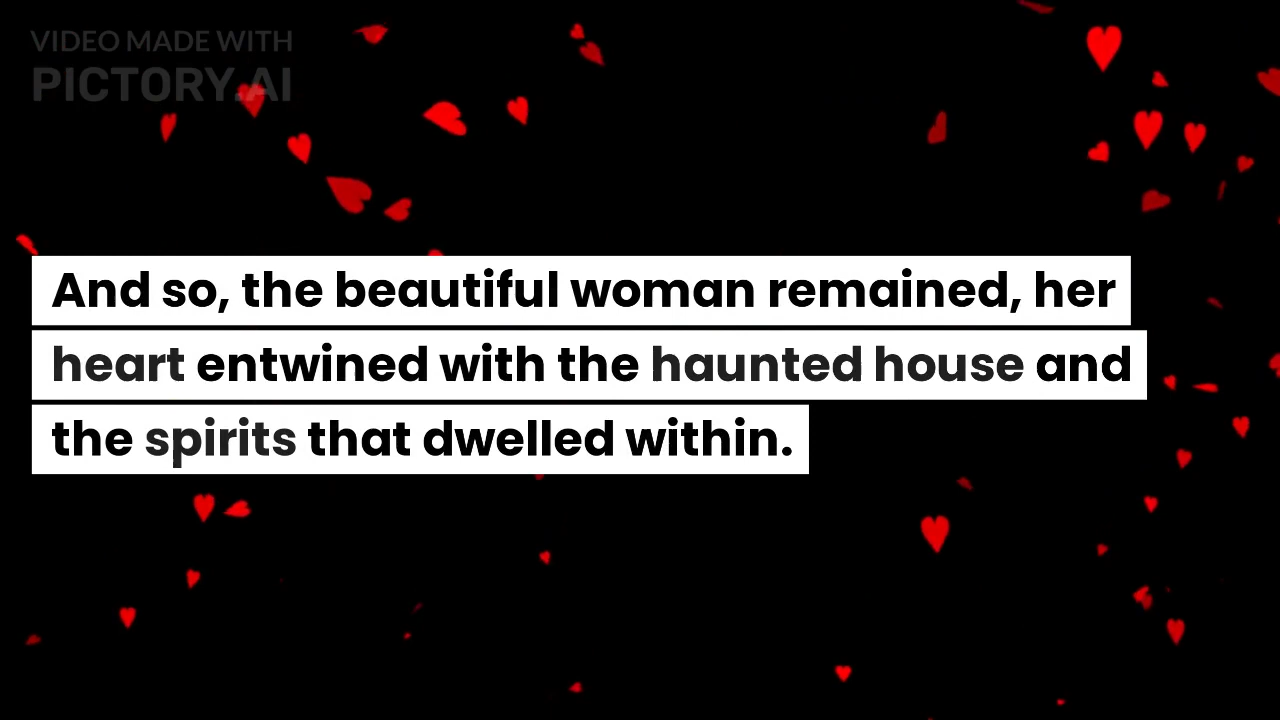 VIDEO MADE WITH
PICTORY.AI
And so, the beautiful woman remained, her
heart entwined with the haunted house and
the spirits that dwelled within.